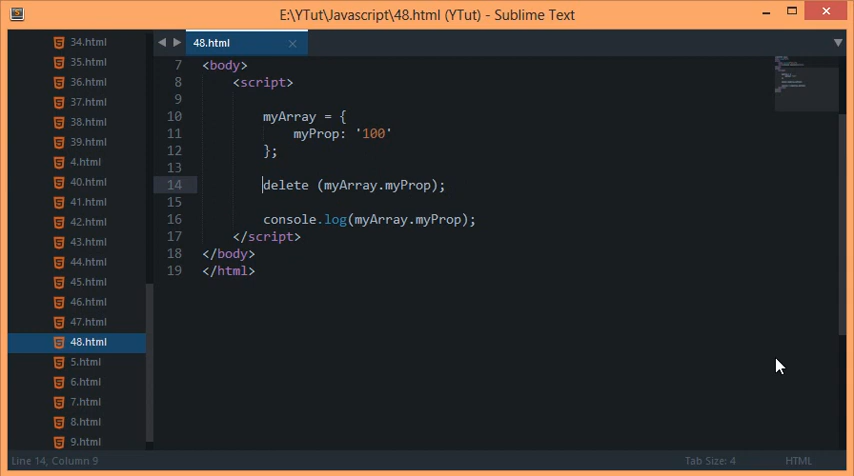 E:\YTut\Javascript\48.html (YTut) - Sublime Text
34.html
35.html
36.html
37.html
38.html
39.html
4.html
40.html
41.html
42.html
43.html
44.html
45.html
46.html
47.html
48.html
5.html
6.html
7.html
8.html
9.html
48.html
7 <body>
8 <script>
9
10 myArray = {
11 myProp: '100'
12 };
13
14 delete (myArray.myProp);
15
16 console.log(myArray.myProp);
17 </script>
18 </body>
19 </html>
Line 14, Column 9
Tab Size: 4
HTML